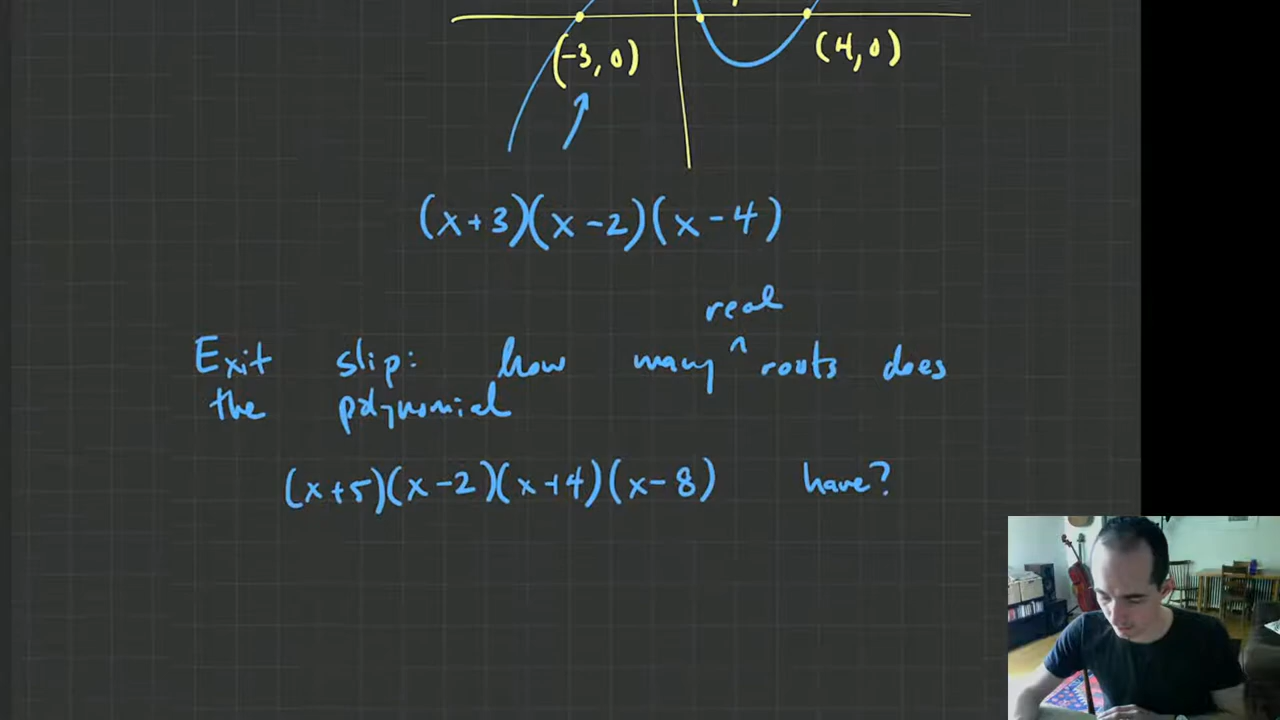 (-3, 0)
(4, 0)
(x+3)(x-2)(x-4)
real
Exit slip: how many ^ roots does
the polynomial
(x+5)(x-2)(x+4)(x-8) have?